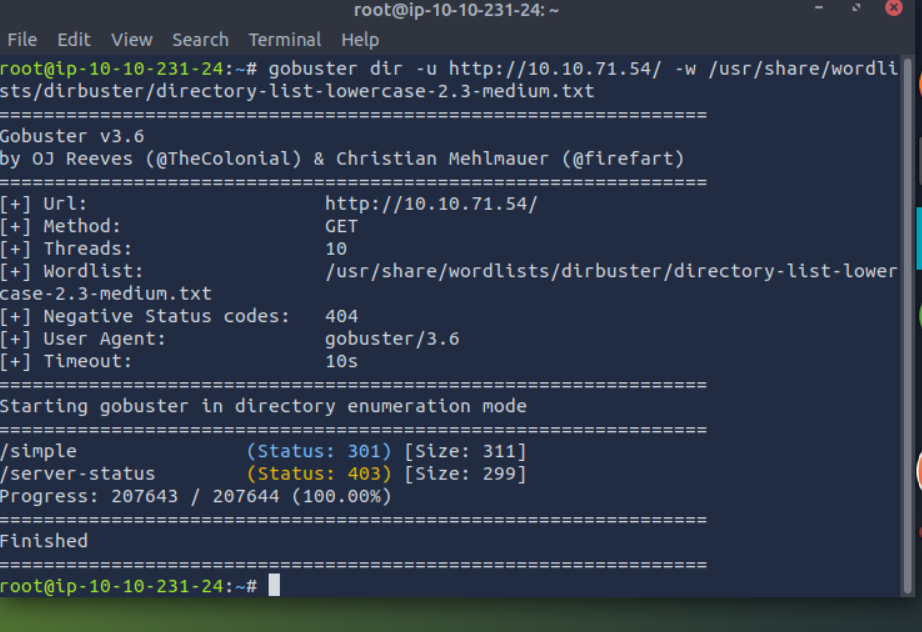 root@ip-10-10-231-24: ~
File Edit View Search Terminal Help
root@ip-10-10-231-24:~# gobuster dir -u http://10.10.71.54/ -w /usr/share/wordli
sts/dirbuster/directory-list-lowercase-2.3-medium.txt
===============================================================
Gobuster v3.6
by OJ Reeves (@TheColonial) & Christian Mehlmauer (@firefart)
===============================================================
[+] Url:                     http://10.10.71.54/
[+] Method:                  GET
[+] Threads:                 10
[+] Wordlist:                /usr/share/wordlists/dirbuster/directory-list-lower
case-2.3-medium.txt
[+] Negative Status codes:   404
[+] User Agent:              gobuster/3.6
[+] Timeout:                 10s
===============================================================
Starting gobuster in directory enumeration mode
===============================================================
/simple               (Status: 301) [Size: 311]
/server-status        (Status: 403) [Size: 299]
Progress: 207643 / 207644 (100.00%)
===============================================================
Finished
===============================================================
root@ip-10-10-231-24:~#